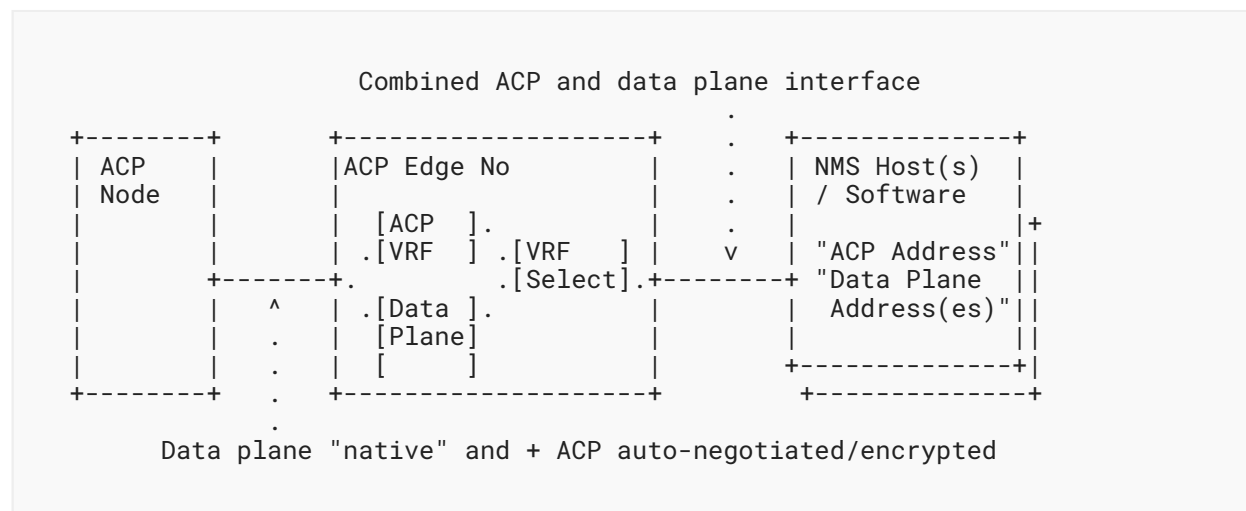 Combined ACP and data plane interface
.
+--------+       +--------------------+     .   +--------------+
| ACP    |       |ACP Edge No         |     .   | NMS Host(s)  |
| Node   |       |                    |     .   | / Software   |
|        |       |  [ACP  ].          |     .   |              |+
|        |       | .[VRF  ] .[VRF   ] |     v   | "ACP Address"||
|        +-------+.         .[Select].+--------+ "Data Plane  ||
|        |   ^   | .[Data ].          |         |  Address(es)"||
|        |   .   |  [Plane]           |         |              ||
|        |   .   |  [     ]           |         +--------------+|
+--------+   .   +--------------------+          +--------------+
.
Data plane "native" and + ACP auto-negotiated/encrypted